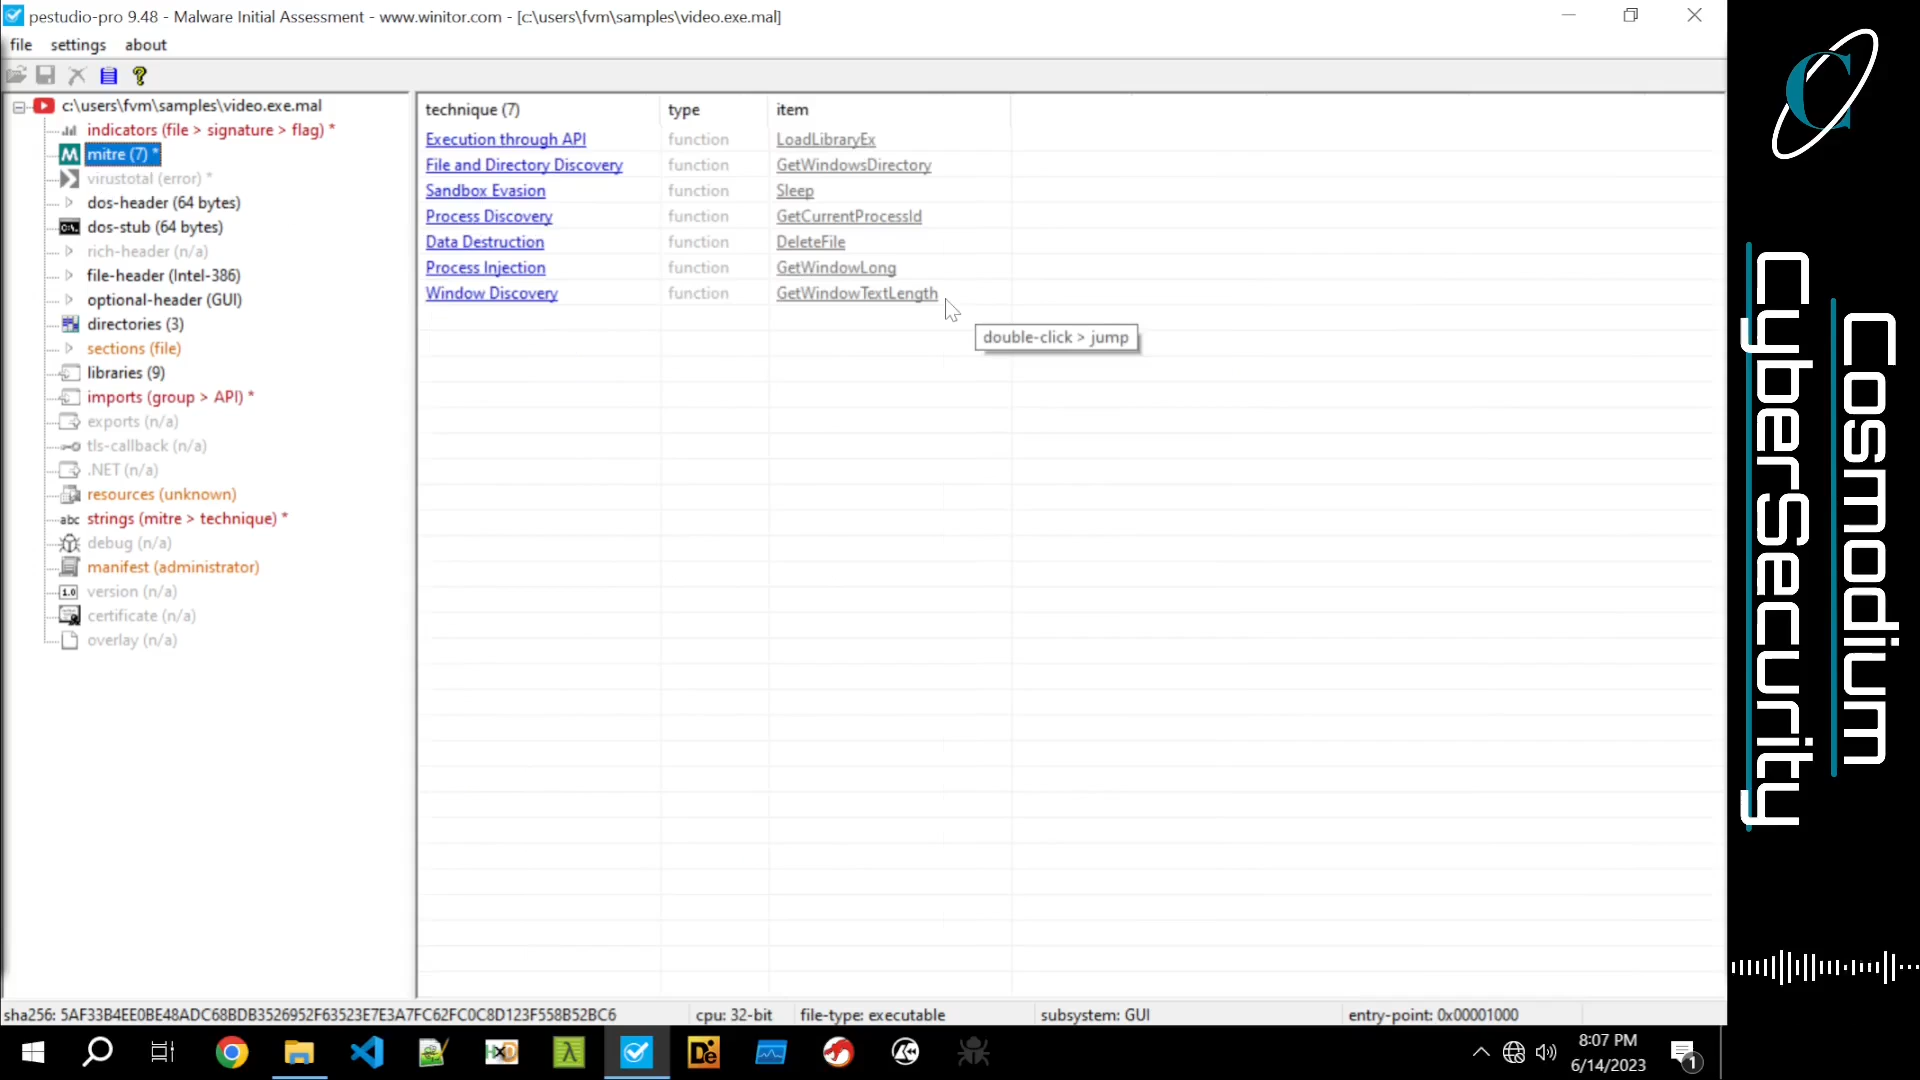 pestudio-pro 9.48 - Malware Initial Assessment - www.winitor.com - [c:\users\fvm\samples\video.exe.mal]
file settings about
c:\users\fvm\samples\video.exe.mal
indicators (file > signature > flag) *
M mitre (7) *
virustotal (error) *
dos-header (64 bytes)
dos-stub (64 bytes)
rich-header (n/a)
file-header (Intel-386)
optional-header (GUI)
directories (3)
sections (file)
libraries (9)
imports (group > API) *
exports (n/a)
tls-callback (n/a)
.NET (n/a)
resources (unknown)
abc strings (mitre > technique) *
debug (n/a)
manifest (administrator)
1.0 version (n/a)
certificate (n/a)
overlay (n/a)
technique (7) type item
Execution through API function LoadLibraryEx
File and Directory Discovery function GetWindowsDirectory
Sandbox Evasion function Sleep
Process Discovery function GetCurrentProcessId
Data Destruction function DeleteFile
Process Injection function GetWindowLong
Window Discovery function GetWindowTextLength
double-click > jump
sha256: 5AF33B4EE0BE48ADC68BDB3526952F63523E7E3A7FC62FC0C8D123F558B52BC6 cpu: 32-bit file-type: executable subsystem: GUI entry-point: 0x00001000
8:07 PM
6/14/2023
1
C
Cosmodium
CyberSecurity